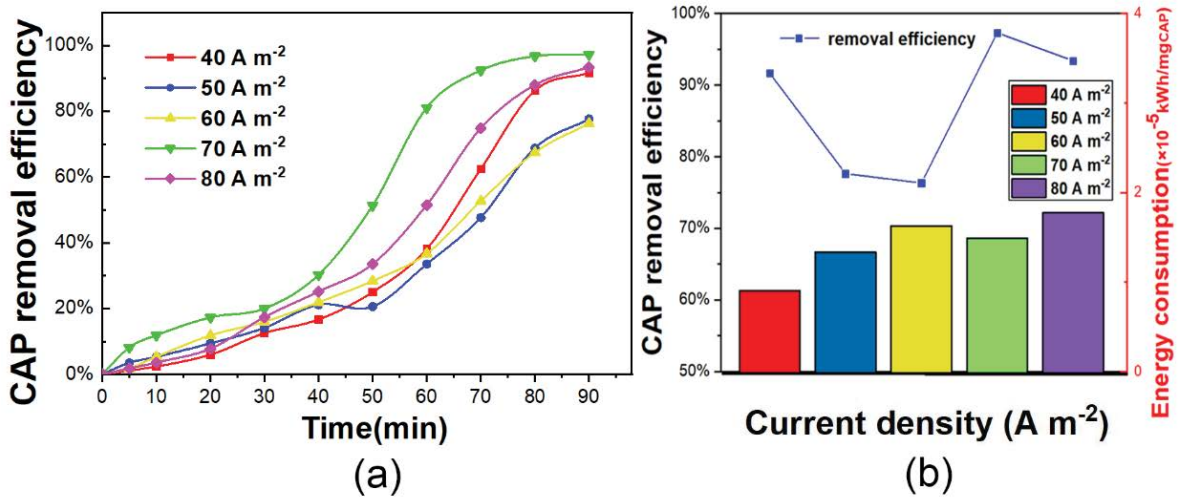 CAP removal efficiency
100%
80%
60%
40%
20%
0%
40 A m⁻²
50 A m⁻²
60 A m⁻²
70 A m⁻²
80 A m⁻²
0 10 20 30 40 50 60 70 80 90
Time(min)
(a)
CAP removal efficiency
100%
90%
80%
70%
60%
50%
removal efficiency
40 A m⁻²
50 A m⁻²
60 A m⁻²
70 A m⁻²
80 A m⁻²
4
2
0
Energy consumption(×10⁻⁵kWh/mgCAP)
Current density (A m⁻²)
(b)